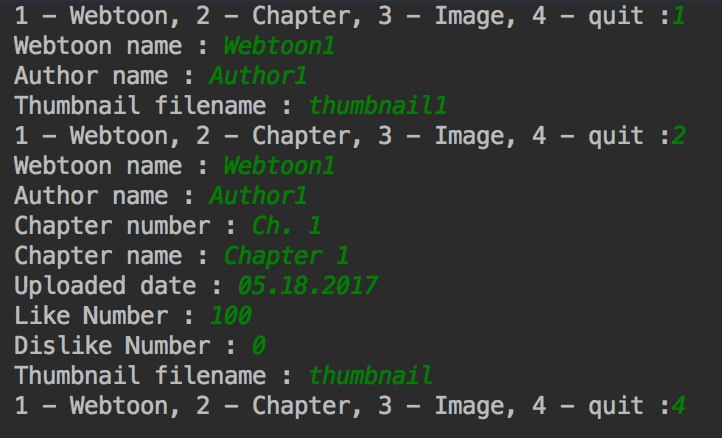 1 - Webtoon, 2 - Chapter, 3 - Image, 4 - quit :1
Webtoon name : Webtoon1
Author name : Author1
Thumbnail filename : thumbnail1
1 - Webtoon, 2 - Chapter, 3 - Image, 4 - quit :2
Webtoon name : Webtoon1
Author name : Author1
Chapter number : Ch. 1
Chapter name : Chapter 1
Uploaded date : 05.18.2017
Like Number : 100
Dislike Number : 0
Thumbnail filename : thumbnail
1 - Webtoon, 2 - Chapter, 3 - Image, 4 - quit :4